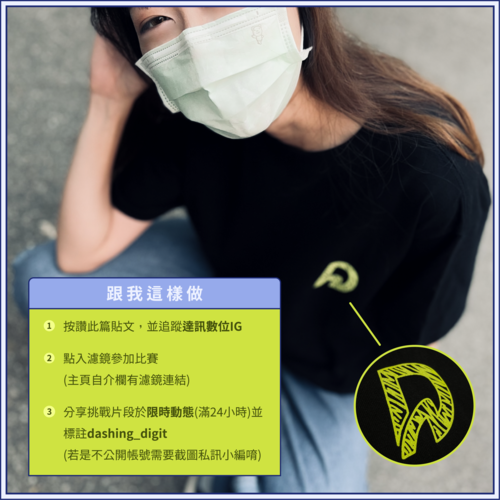 跟我這樣做
1 按讚此篇貼文，並追蹤達訊數位IG
2 點入濾鏡參加比賽
(主頁自介欄有濾鏡連結)
3 分享挑戰片段於限時動態(滿24小時)並
標註dashing_digit
(若是不公開帳號需要截圖私訊小編唷)